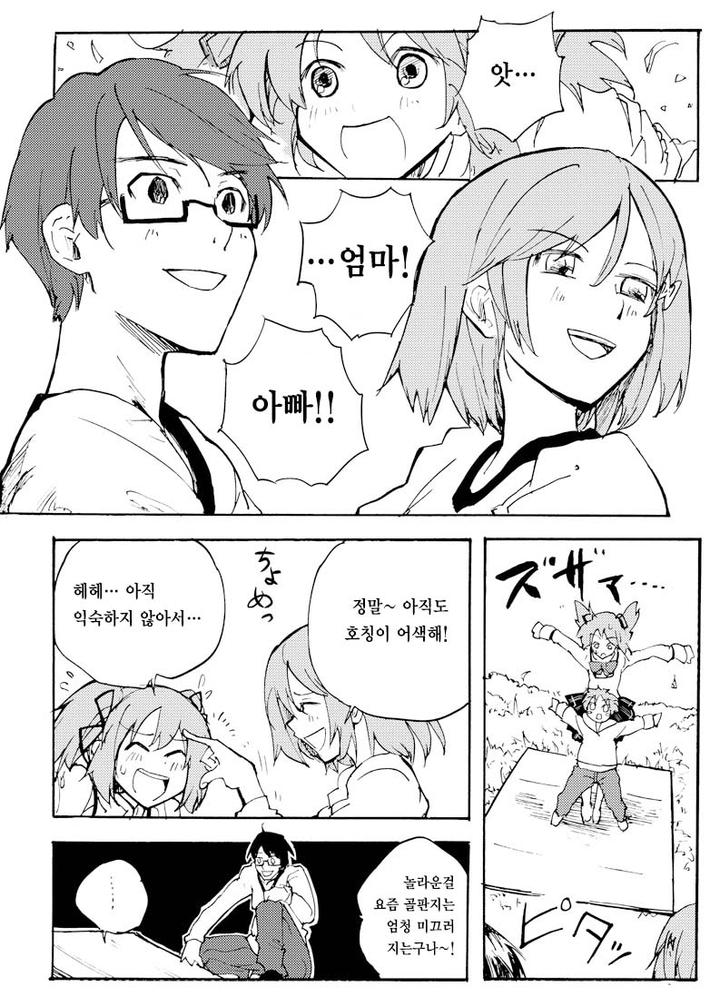 앗…
…엄마!
아빠!!
ズザマ……
ピタッ
정말~ 아직도
호칭이 어색해!
ちょめっ
헤헤… 아직
익숙하지 않아서…
놀라운걸
요즘 골판지는
엄청 미끄러
지는구나~!
……